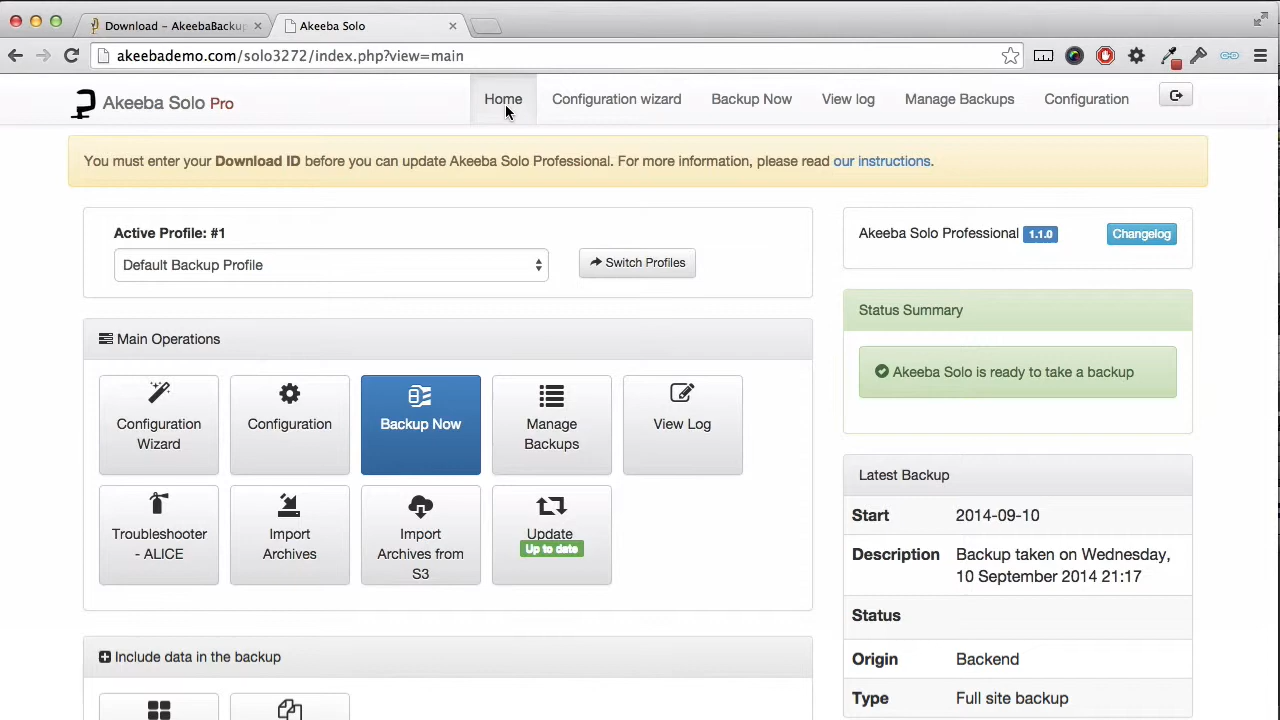 Download – AkeebaBackup
Akeeba Solo
akeebademo.com/solo3272/index.php?view=main
Akeeba Solo Pro
Home
Configuration wizard
Backup Now
View log
Manage Backups
Configuration
You must enter your Download ID before you can update Akeeba Solo Professional. For more information, please read our instructions.
Active Profile: #1
Default Backup Profile
Switch Profiles
Akeeba Solo Professional 1.1.0
Changelog
Status Summary
Akeeba Solo is ready to take a backup
Main Operations
Configuration
Wizard
Configuration
Backup Now
Manage
Backups
View Log
Troubleshooter
- ALICE
Import
Archives
Import
Archives from
S3
Update
Up to date
Latest Backup
Start 2014-09-10
Description Backup taken on Wednesday,
10 September 2014 21:17
Status
Origin Backend
Type Full site backup
Include data in the backup